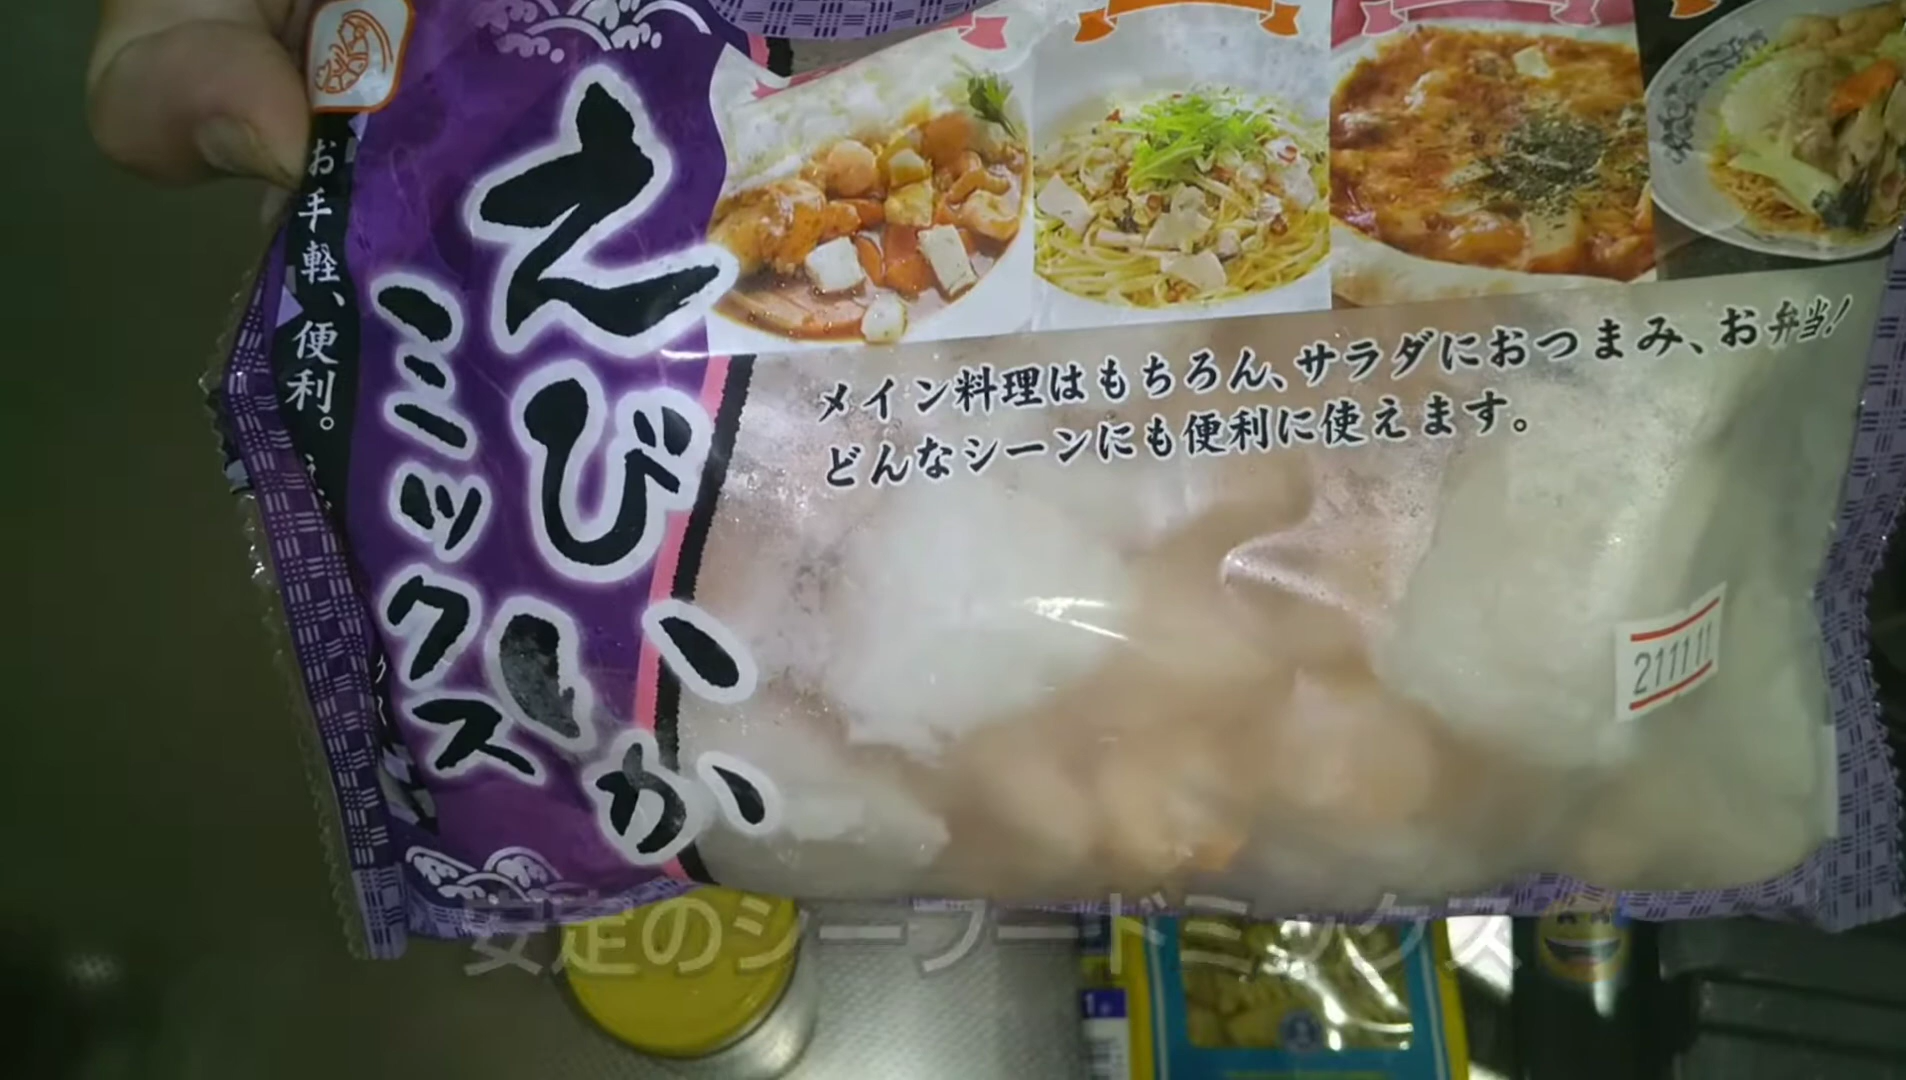 お手軽、便利。
えびいか
ミックス
メイン料理はもちろん、サラダにおつまみ、お弁当!
どんなシーンにも便利に使えます。
211111
安定のシーフードミックス😄